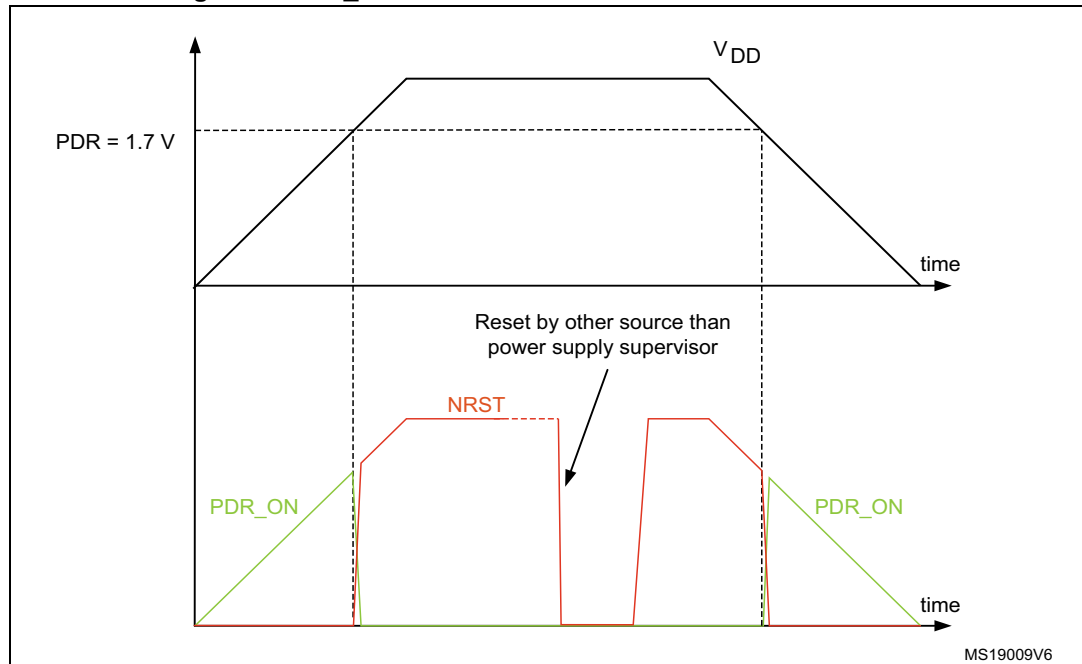 V DD
PDR = 1.7 V
time
Reset by other source than
power supply supervisor
NRST
PDR_ON
PDR_ON
time
MS19009V6